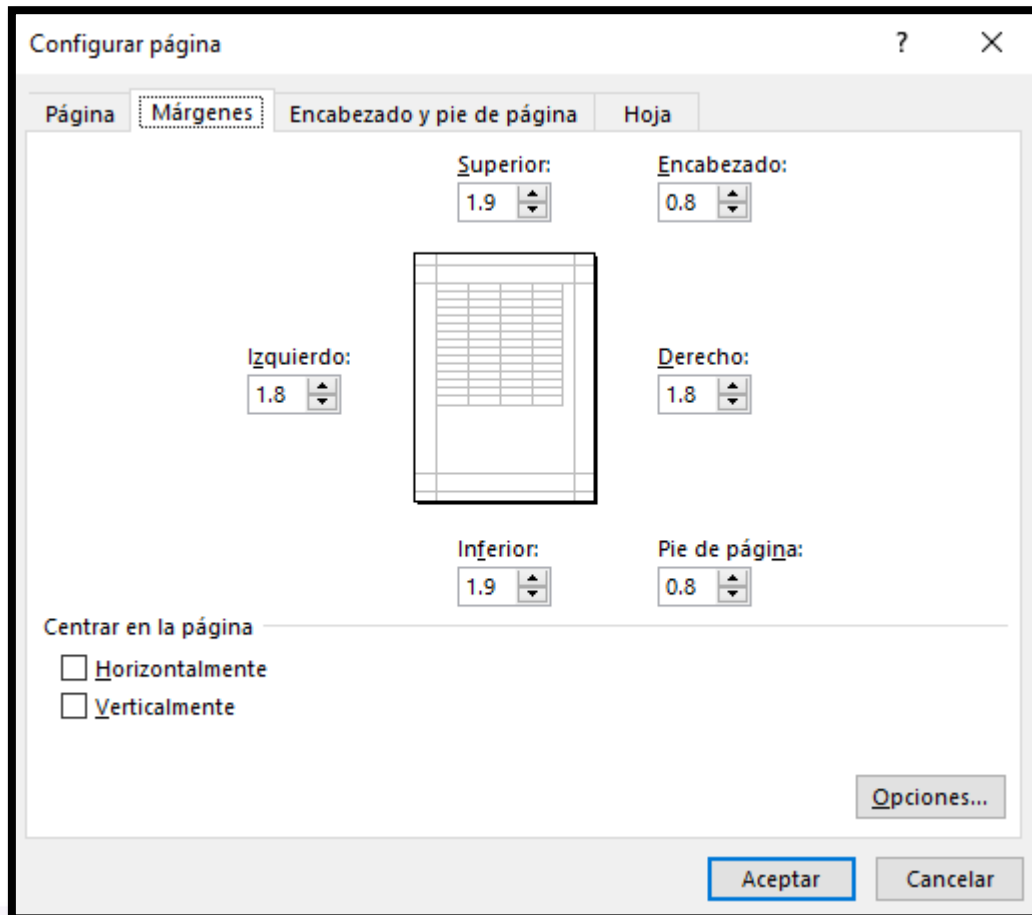 Configurar página ? ×
Página Márgenes Encabezado y pie de página Hoja
Superior: Encabezado:
1.9 0.8
Izquierdo: Derecho:
1.8 1.8
Inferior: Pie de página:
1.9 0.8
Centrar en la página
Horizontalmente
Verticalmente
Opciones...
Aceptar Cancelar